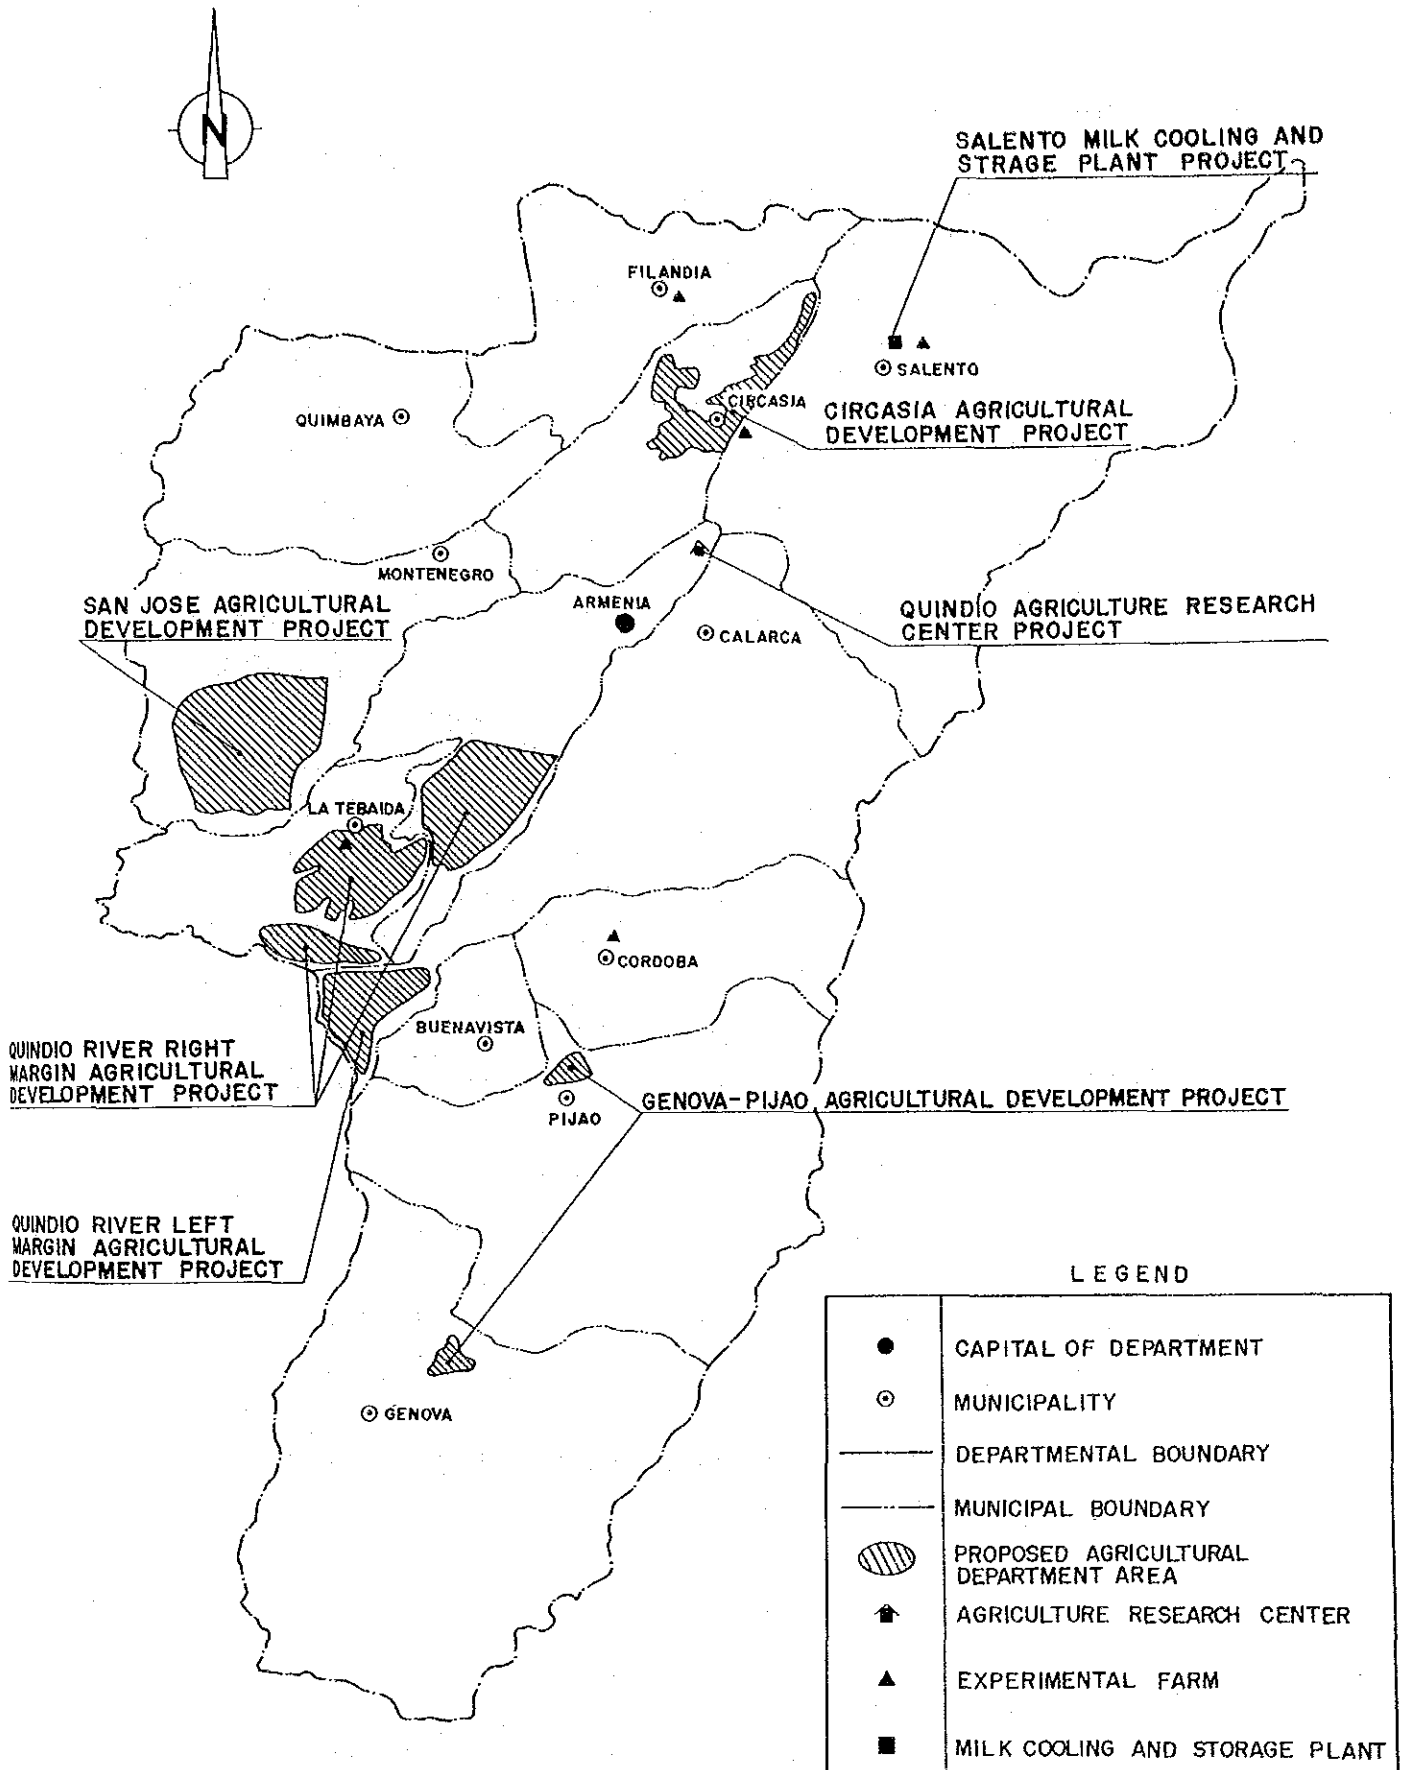 N
SALENTO MILK COOLING AND
STRAGE PLANT PROJECT
FILANDIA
SALENTO
QUIMBAYA
CIRCASIA
CIRCASIA AGRICULTURAL
DEVELOPMENT PROJECT
MONTENEGRO
SAN JOSE AGRICULTURAL
DEVELOPMENT PROJECT
ARMENIA
CALARCA
QUINDIO AGRICULTURE RESEARCH
CENTER PROJECT
LA TEBAIDA
CORDOBA
BUENAVISTA
QUINDIO RIVER RIGHT
MARGIN AGRICULTURAL
DEVELOPMENT PROJECT
PIJAO
GENOVA-PIJAO AGRICULTURAL DEVELOPMENT PROJECT
QUINDIO RIVER LEFT
MARGIN AGRICULTURAL
DEVELOPMENT PROJECT
GENOVA
LEGEND
CAPITAL OF DEPARTMENT
MUNICIPALITY
DEPARTMENTAL BOUNDARY
MUNICIPAL BOUNDARY
PROPOSED AGRICULTURAL
DEPARTMENT AREA
AGRICULTURE RESEARCH CENTER
EXPERIMENTAL FARM
MILK COOLING AND STORAGE PLANT